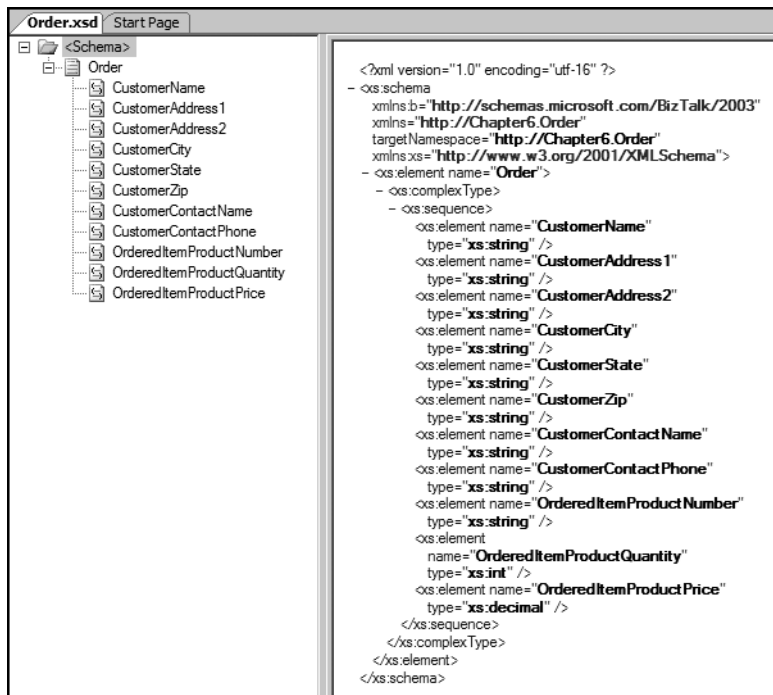 Order.xsd Start Page
<Schema>
Order
CustomerName
CustomerAddress1
CustomerAddress2
CustomerCity
CustomerState
CustomerZip
CustomerContactName
CustomerContactPhone
OrderedItemProductNumber
OrderedItemProductQuantity
OrderedItemProductPrice
<?xml version="1.0" encoding="utf-16" ?>
- <xs:schema
xmlns:b="http://schemas.microsoft.com/BizTalk/2003"
xmlns="http://Chapter6.Order"
targetNamespace="http://Chapter6.Order"
xmlns:xs="http://www.w3.org/2001/XMLSchema">
- <xs:element name="Order">
- <xs:complexType>
- <xs:sequence>
<xs:element name="CustomerName"
type="xs:string" />
<xs:element name="CustomerAddress1"
type="xs:string" />
<xs:element name="CustomerAddress2"
type="xs:string" />
<xs:element name="CustomerCity"
type="xs:string" />
<xs:element name="CustomerState"
type="xs:string" />
<xs:element name="CustomerZip"
type="xs:string" />
<xs:element name="CustomerContactName"
type="xs:string" />
<xs:element name="CustomerContactPhone"
type="xs:string" />
<xs:element name="OrderedItemProductNumber"
type="xs:string" />
<xs:element
name="OrderedItemProductQuantity"
type="xs:int" />
<xs:element name="OrderedItemProductPrice"
type="xs:decimal" />
</xs:sequence>
</xs:complexType>
</xs:element>
</xs:schema>